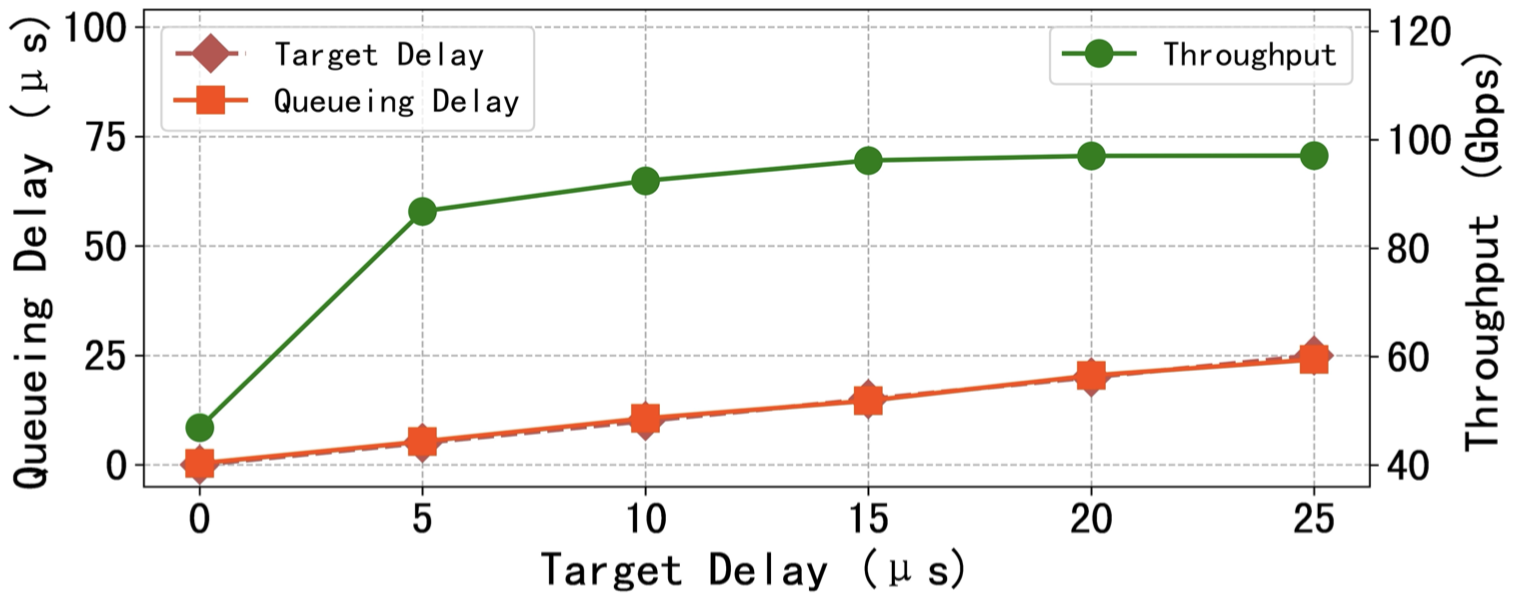 Queueing Delay (μs)
100
75
50
25
0
Target Delay
Queueing Delay
Throughput
120
100
80
60
40
Throughput (Gbps)
0 5 10 15 20 25
Target Delay (μs)